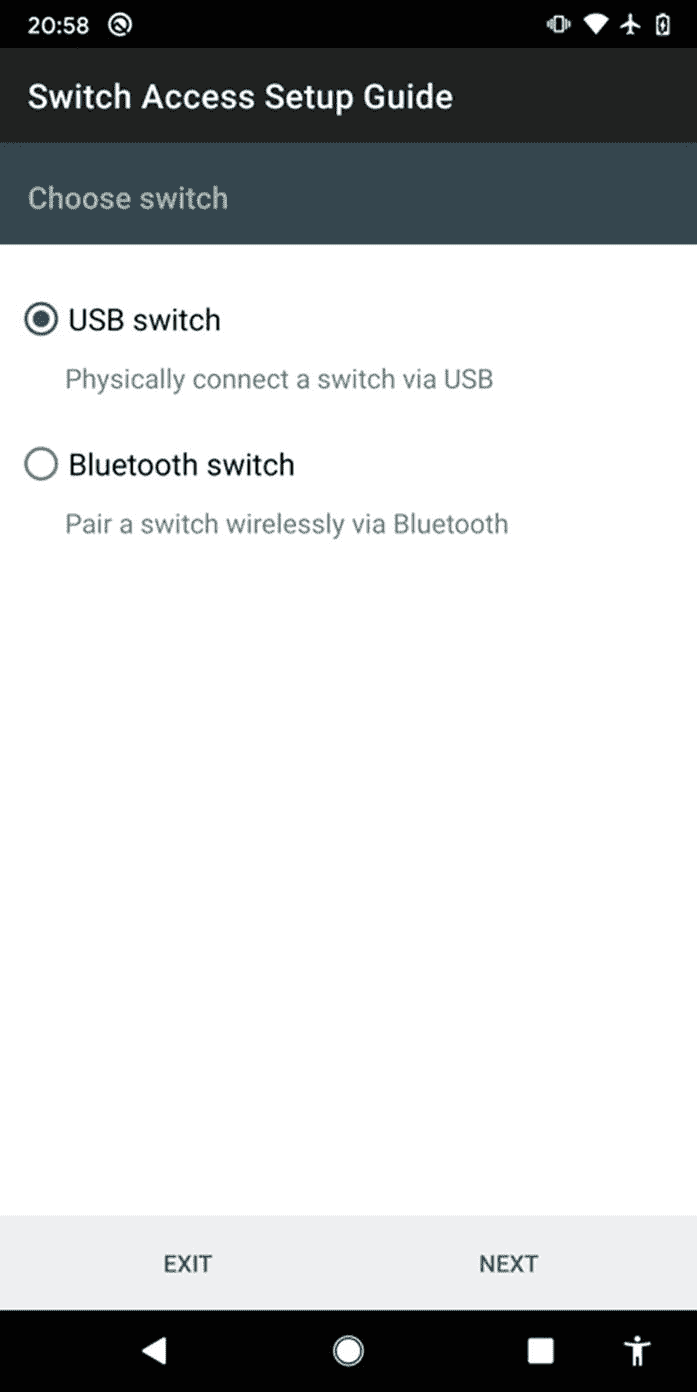 20:58
Switch Access Setup Guide
Choose switch
USB switch
Physically connect a switch via USB
Bluetooth switch
Pair a switch wirelessly via Bluetooth
EXIT NEXT